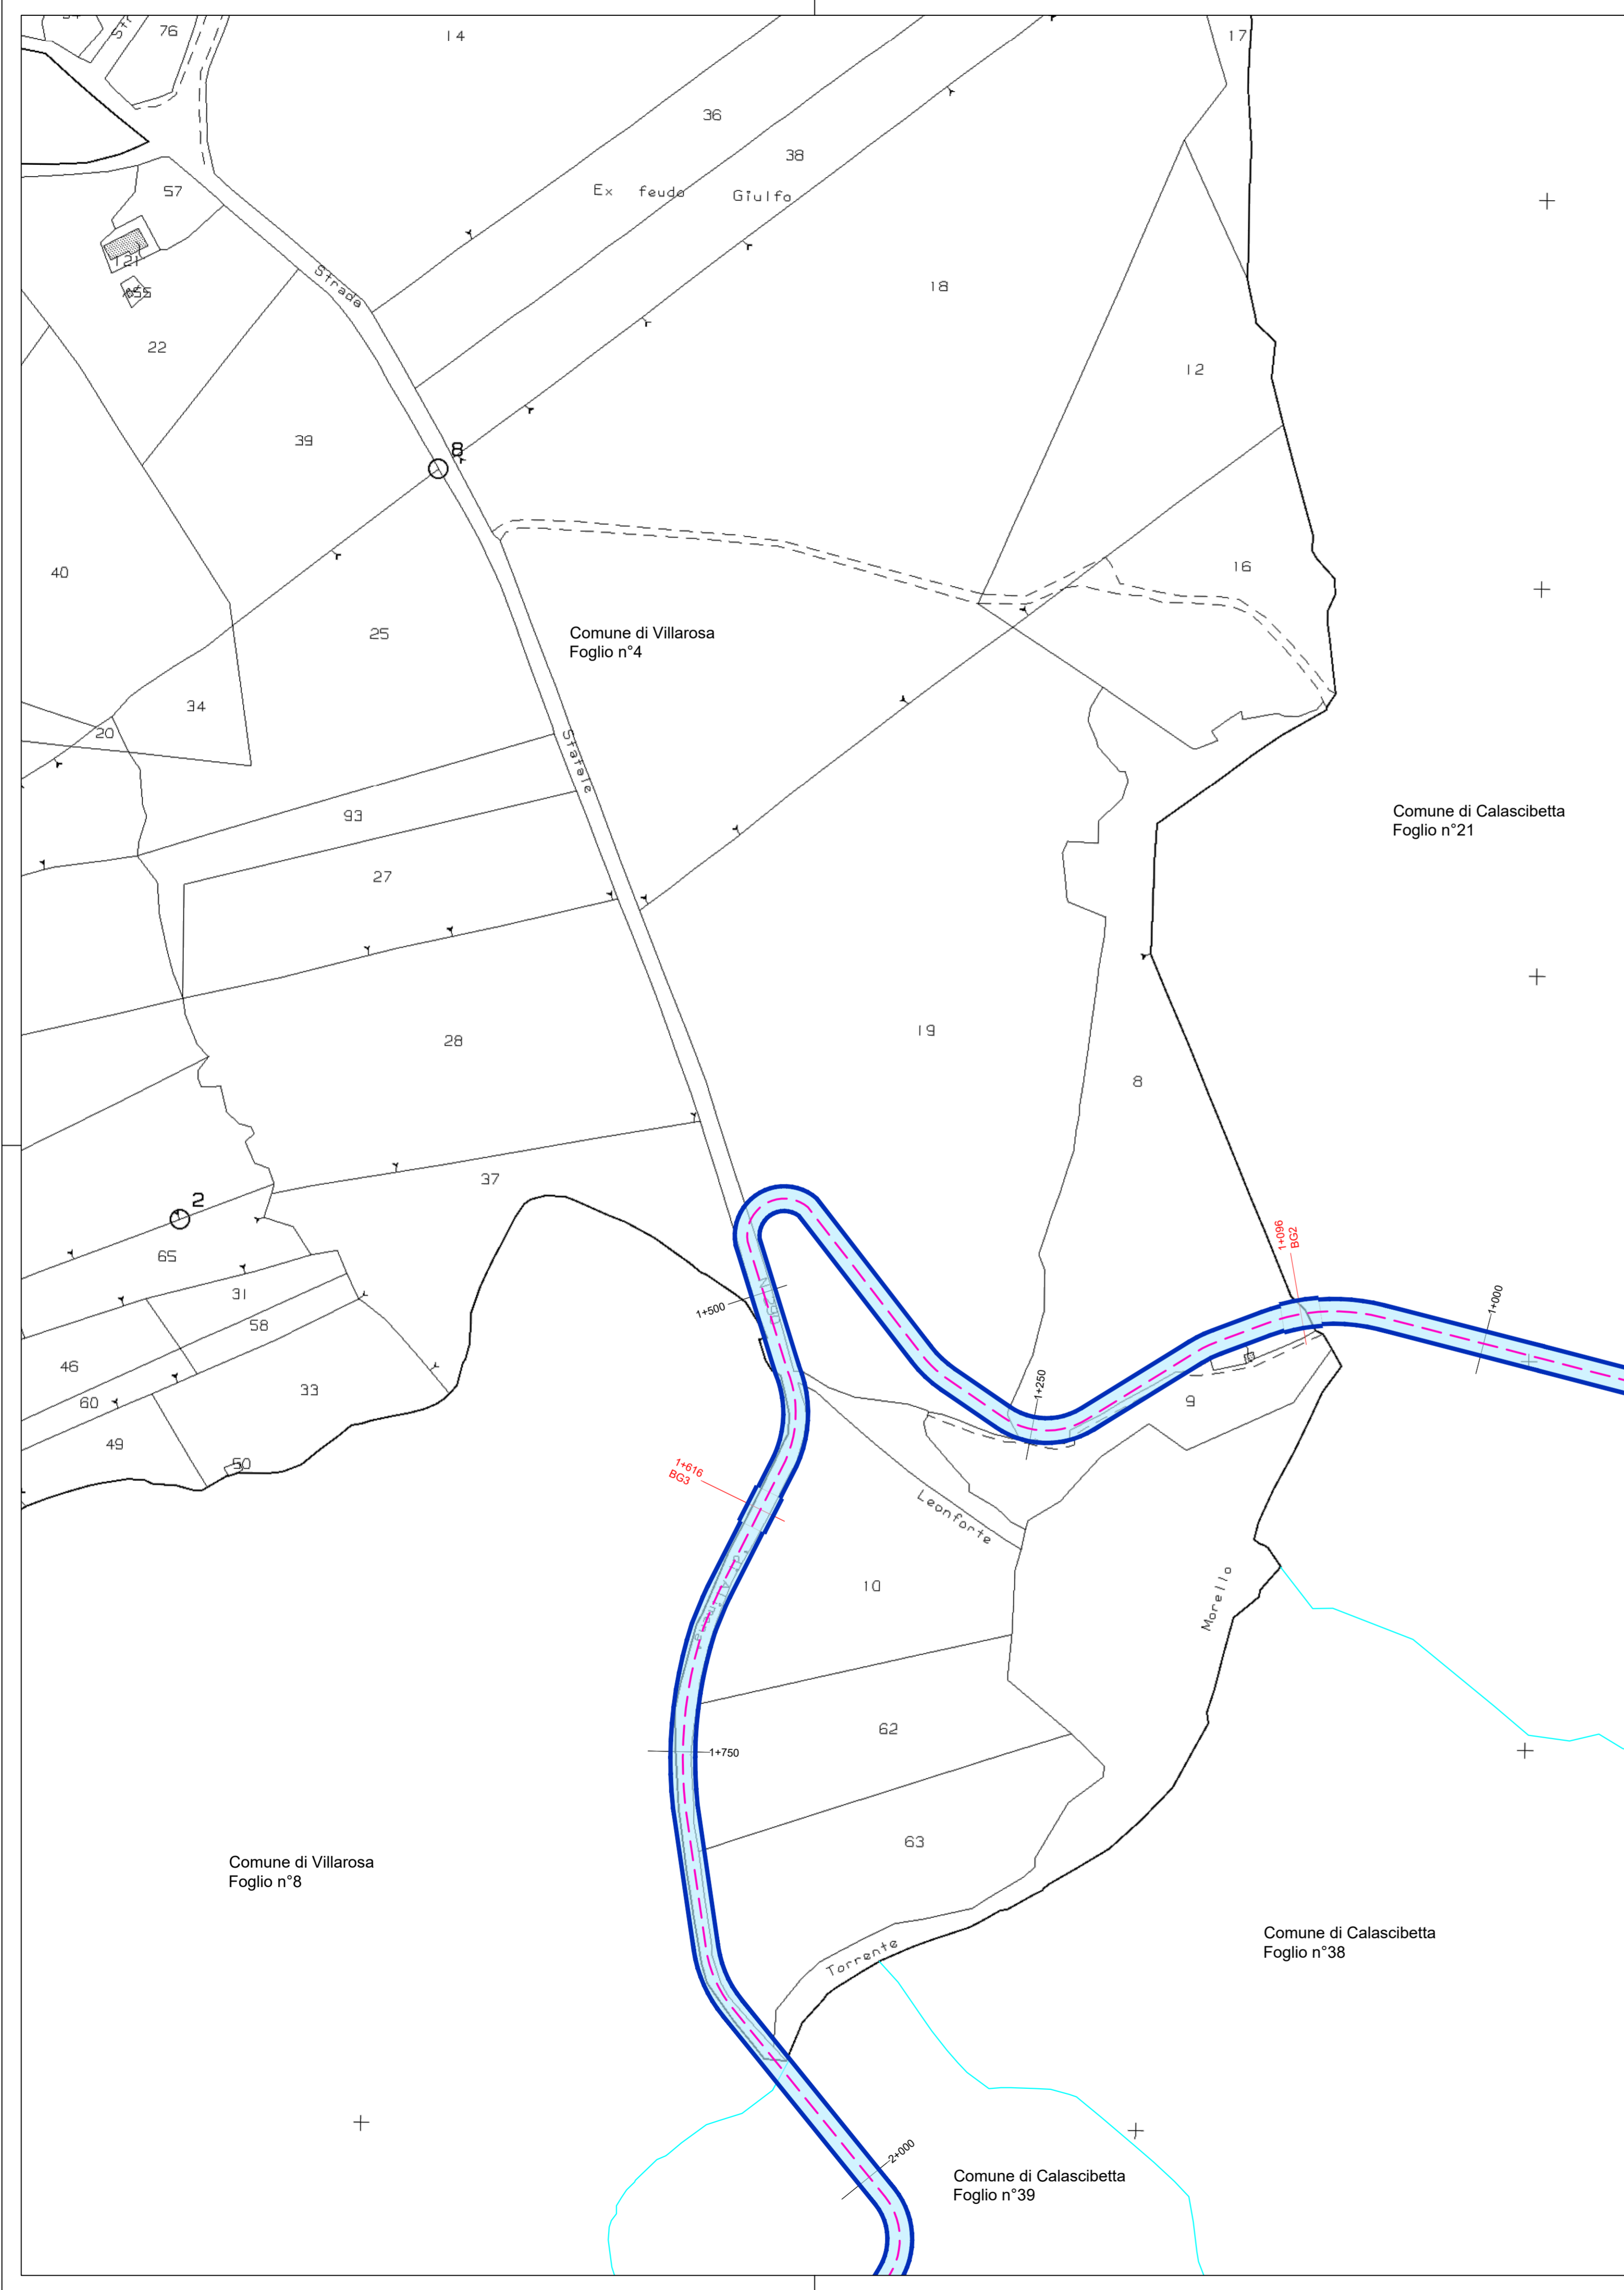 76
14
17
36
38
57
Ex feudo Giulfo
121
655
Strada
18
22
12
39
8
40
16
25
Comune di Villarosa
Foglio n°4
34
20
Statale
93
Comune di Calascibetta
Foglio n°21
27
19
28
8
37
2
65
1+096
BG2
31
1+500
1+000
58
46
1+250
60
33
9
49
50
1+616
BG3
Leonforte
10
Morello
62
1+750
63
Comune di Villarosa
Foglio n°8
Comune di Calascibetta
Foglio n°38
Torrente
2+000
Comune di Calascibetta
Foglio n°39